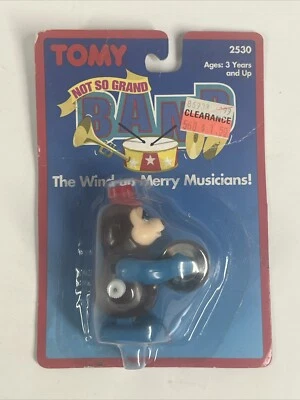 TOMY
2530
Ages: 3 Years
and Up
NOT SO GRAND
BAND
CLEARANCE
The Wind-up Merry Musicians!